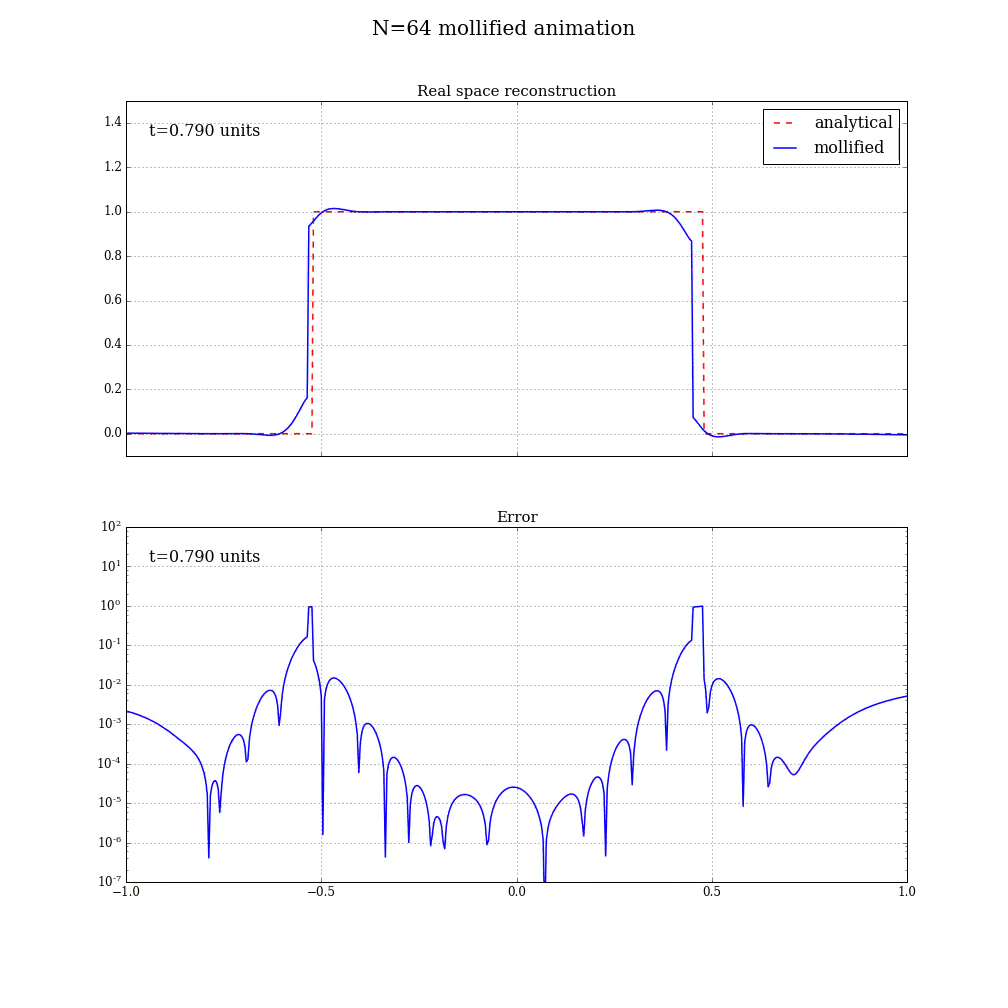 N=64 mollified animation
Real space reconstruction
t=0.790 units
analytical
mollified
1.4
1.2
1.0
0.8
0.6
0.4
0.2
0.0
Error
t=0.790 units
10²
10¹
10⁰
10⁻¹
10⁻²
10⁻³
10⁻⁴
10⁻⁵
10⁻⁶
10⁻⁷
−1.0 −0.5 0.0 0.5 1.0